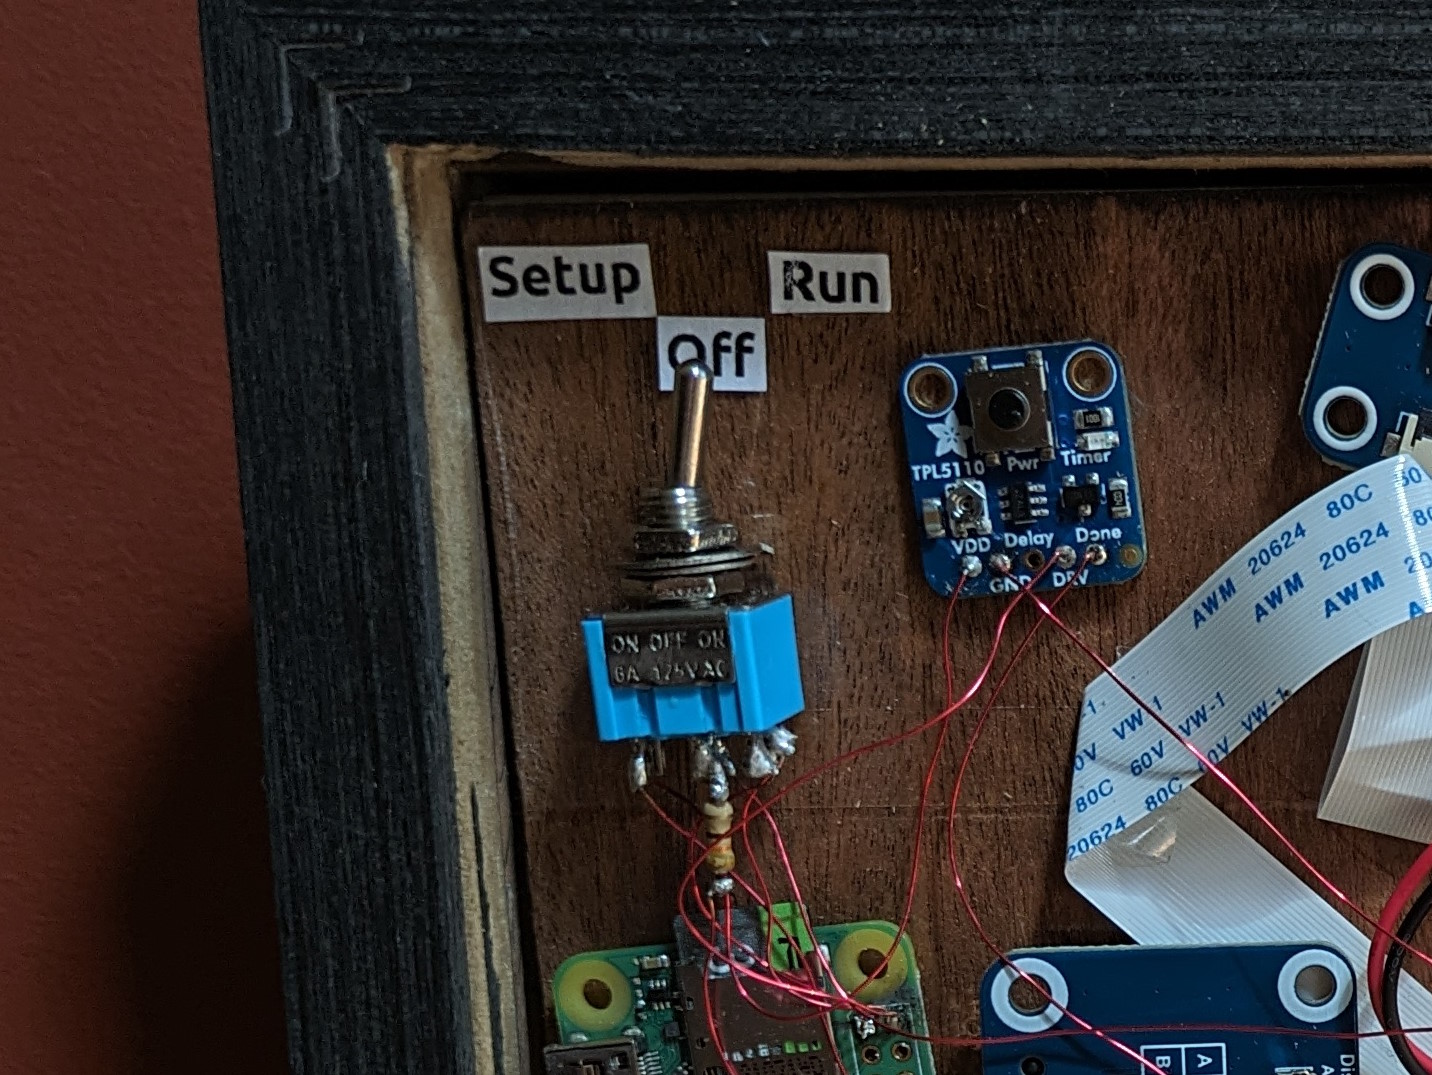 Setup
Run
Off
TPL5110
Pwr
Timer
VDD
Delay
Done
GND
DRV
ON OFF ON
6A 125VAC
AWM 20624 80C
AWM 20624
AWM
60V VW-1
80C 60V VW-1
20624 80C 60V VW-1
A
B